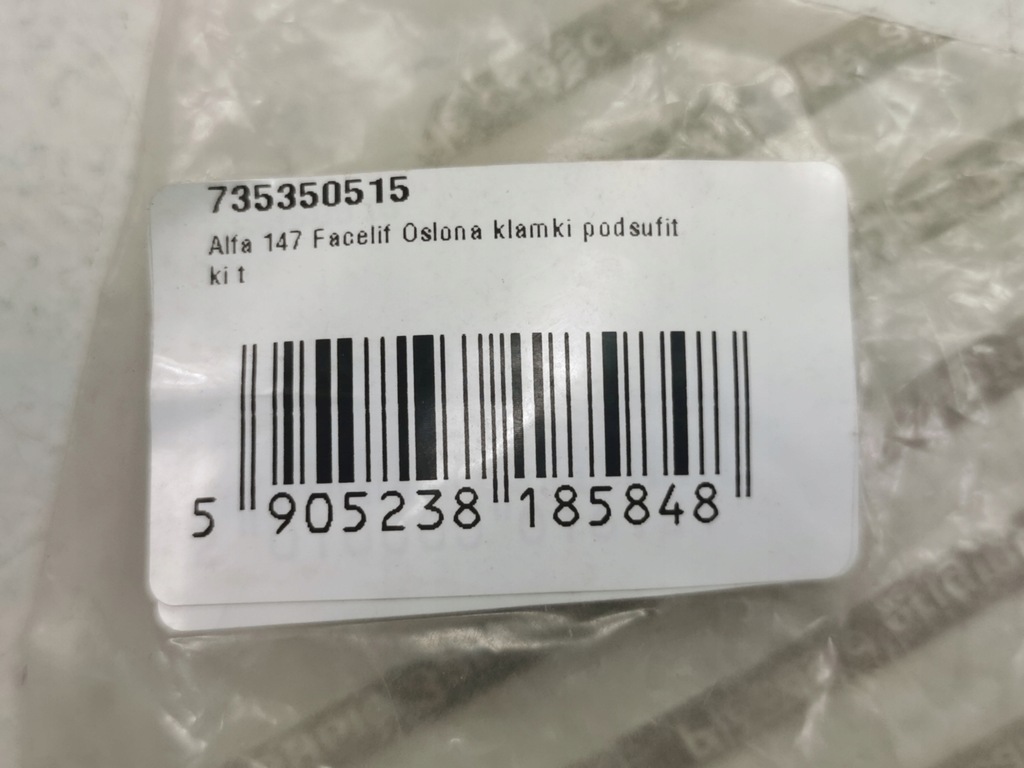 735350515
Alfa 147 Facelif Oslona klamki podsufit
ki t
5 905238 185848